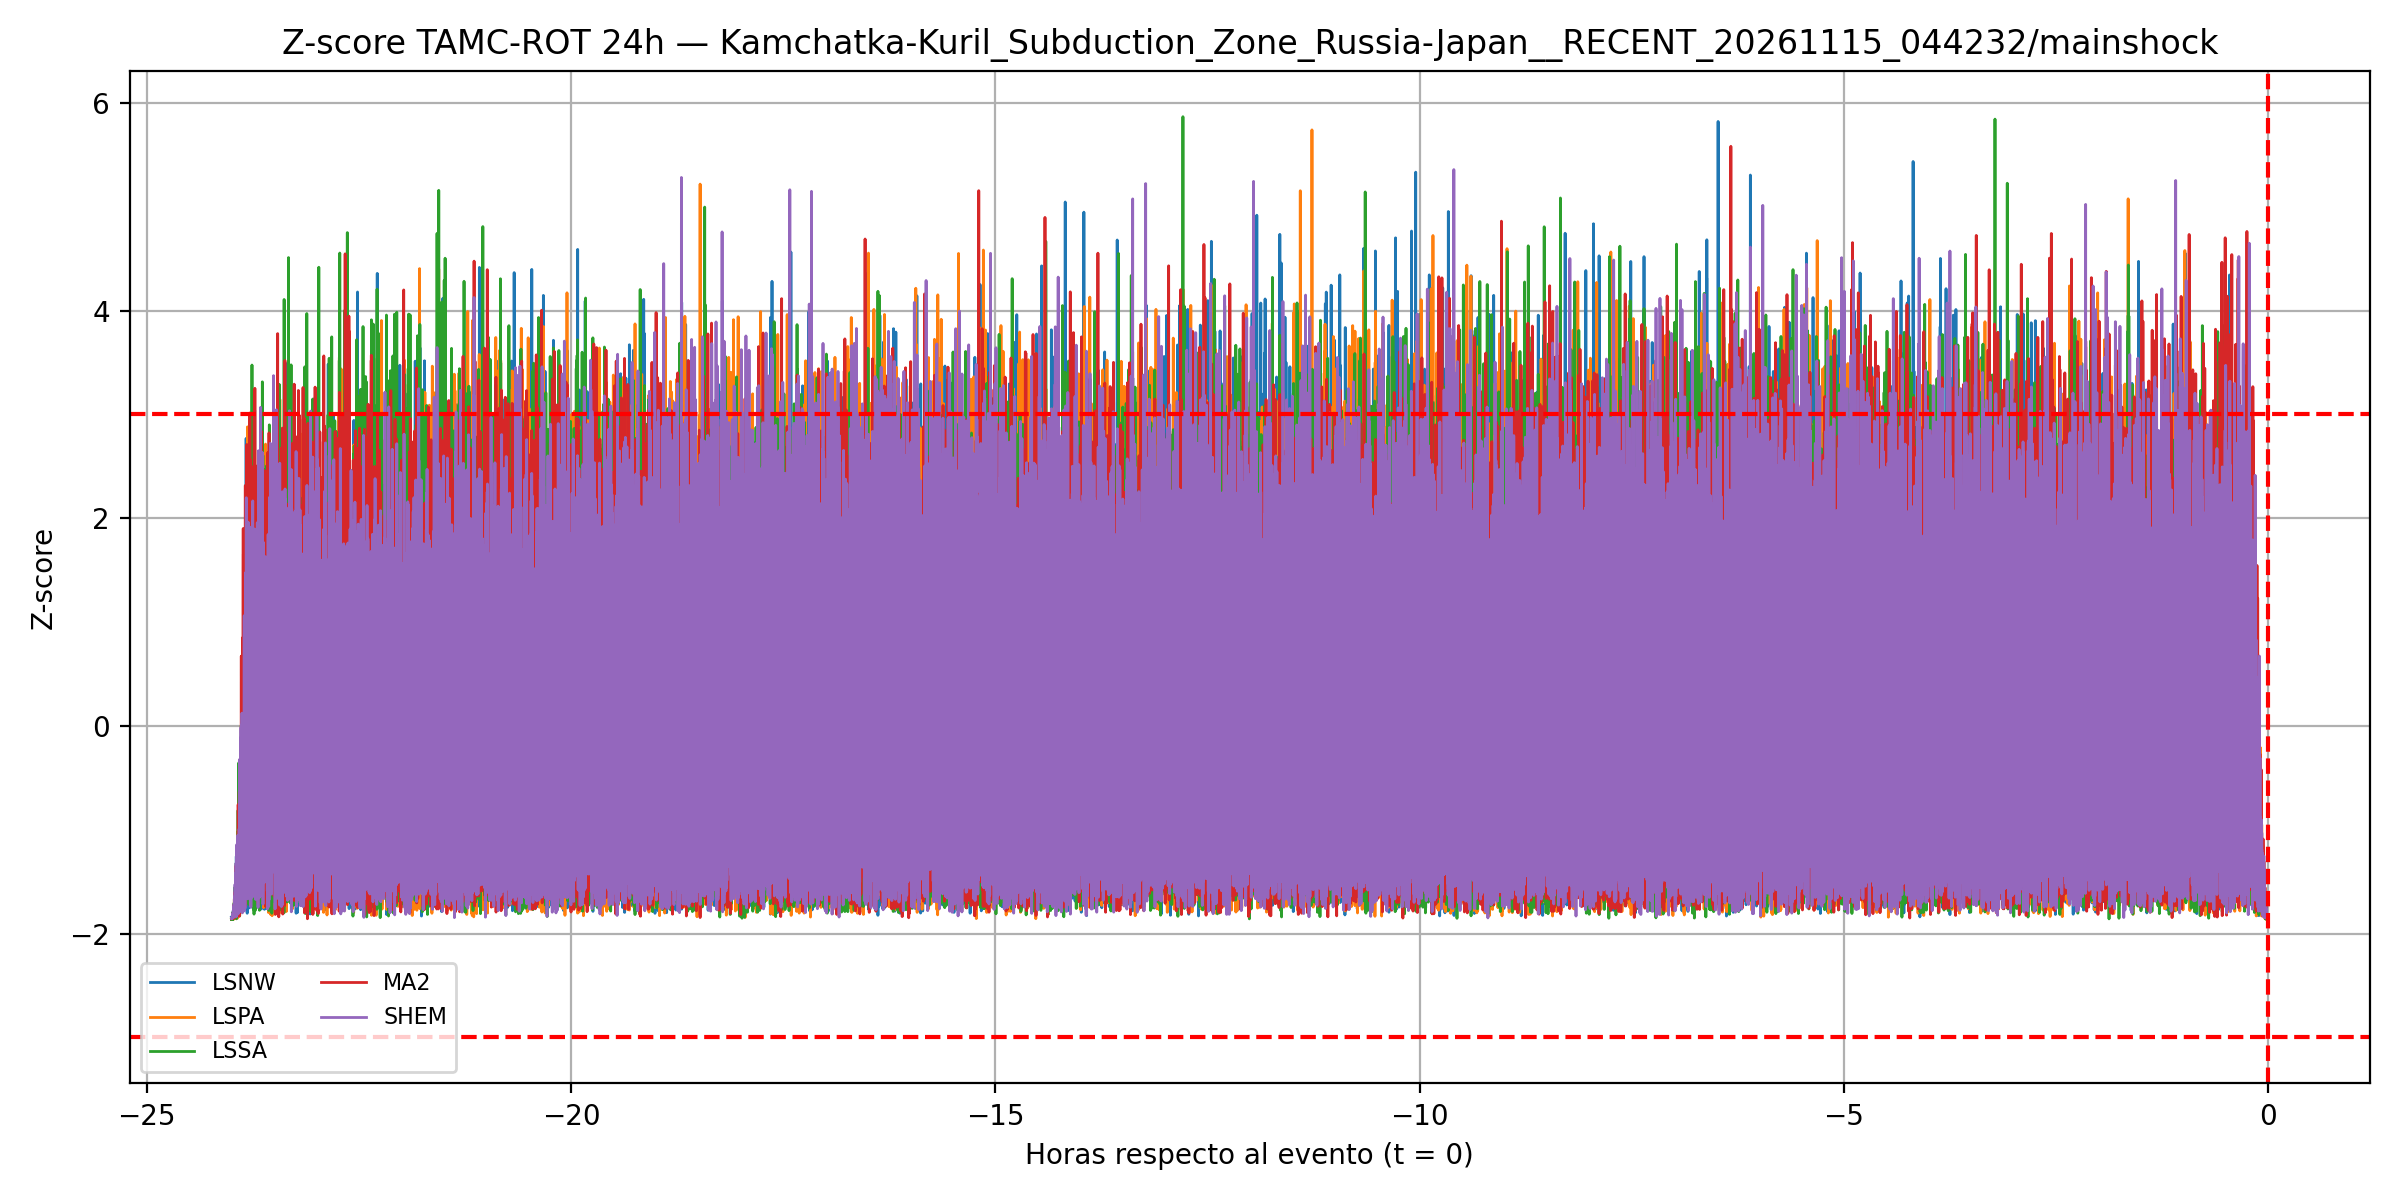 Z-score TAMC-ROT 24h — Kamchatka-Kuril_Subduction_Zone_Russia-Japan__RECENT_20261115_044232/mainshock
6
4
2
0
−2
Z-score
LSNW
LSPA
LSSA
MA2
SHEM
−25
−20
−15
−10
−5
0
Horas respecto al evento (t = 0)